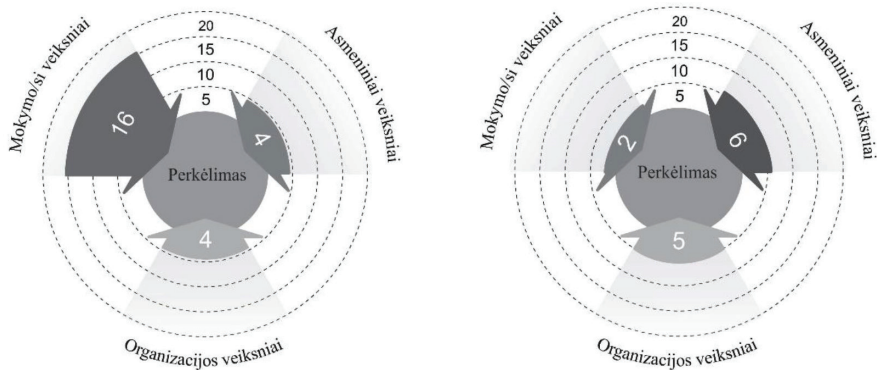 Mokymo/si veiksniai
Asmeniniai veiksniai
Organizacijos veiksniai
20
15
10
5
16
4
4
Perkėlimas
Mokymo/si veiksniai
Asmeniniai veiksniai
Organizacijos veiksniai
20
15
10
5
2
6
5
Perkėlimas